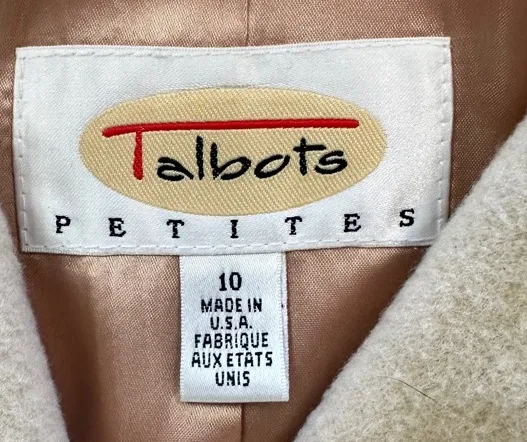 Talbots
PETITES
10
MADE IN
U.S.A.
FABRIQUE
AUX ETATS
UNIS